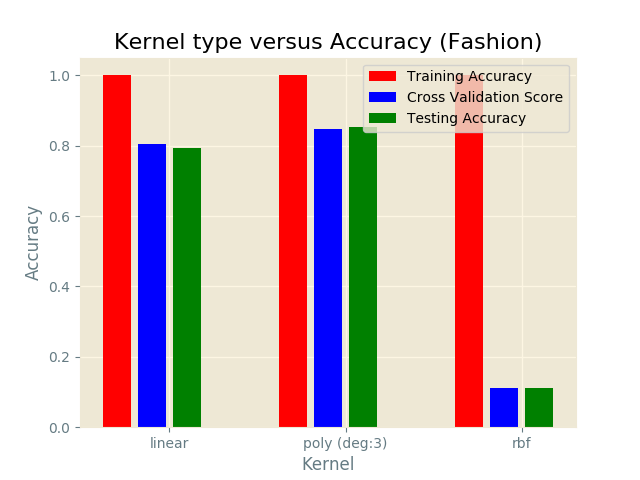 Kernel type versus Accuracy (Fashion)
Training Accuracy
Cross Validation Score
Testing Accuracy
Accuracy
1.0
0.8
0.6
0.4
0.2
0.0
linear
poly (deg:3)
rbf
Kernel